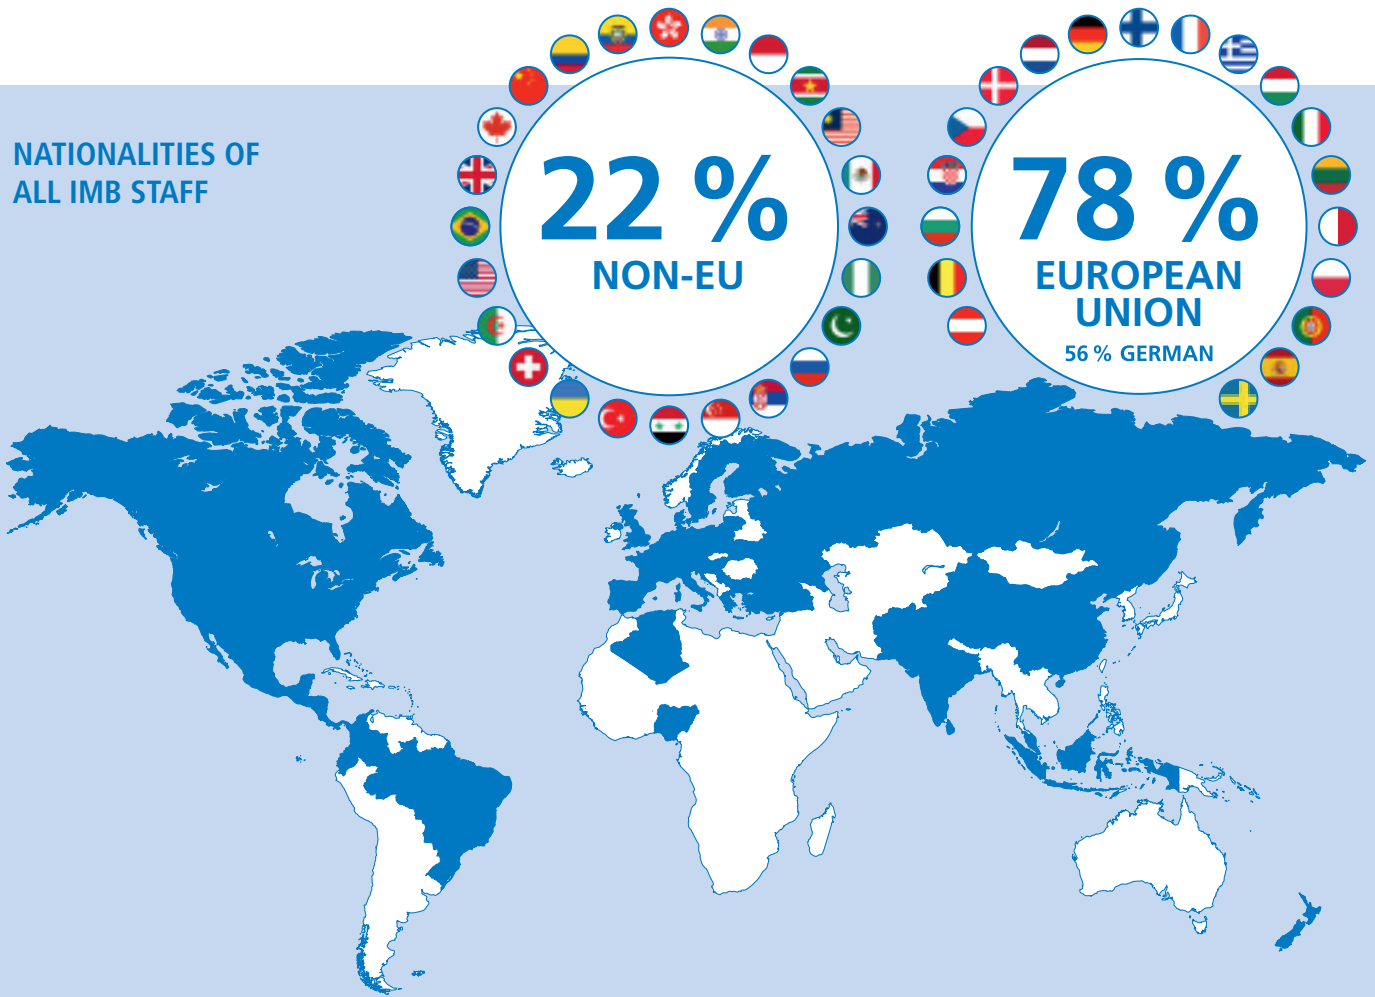 NATIONALITIES OF
ALL IMB STAFF
22 %
NON-EU
78 %
EUROPEAN
UNION
56 % GERMAN